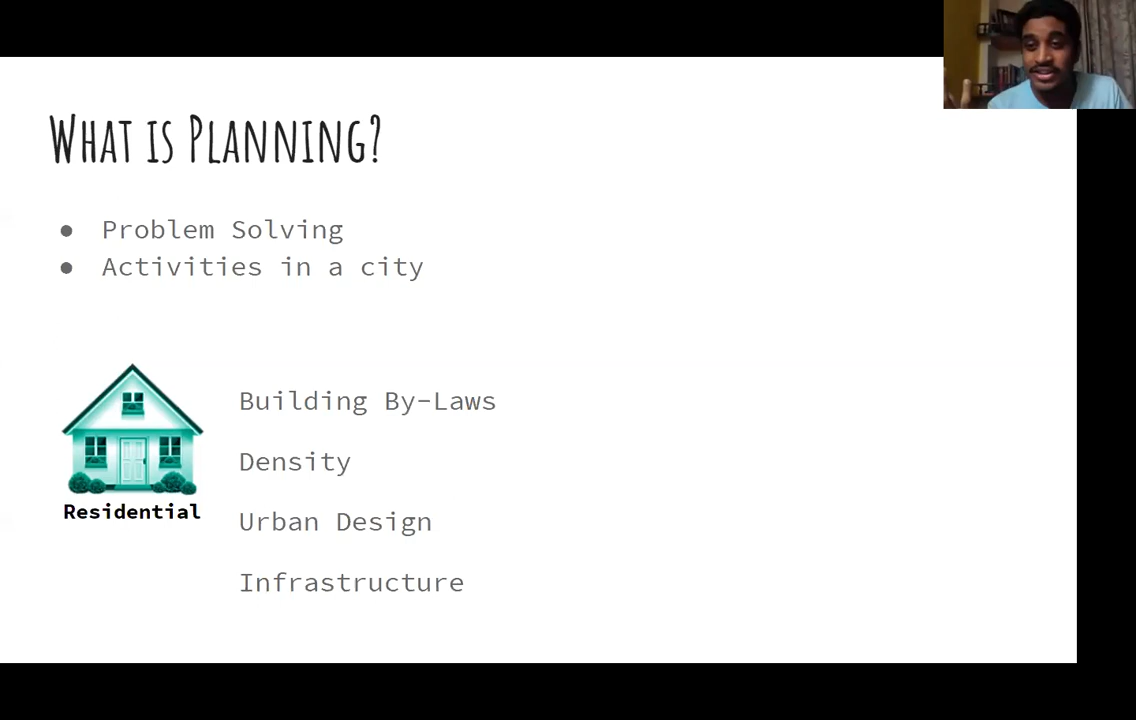 What is Planning?
● Problem Solving
● Activities in a city
Building By-Laws
Density
Residential
Urban Design
Infrastructure